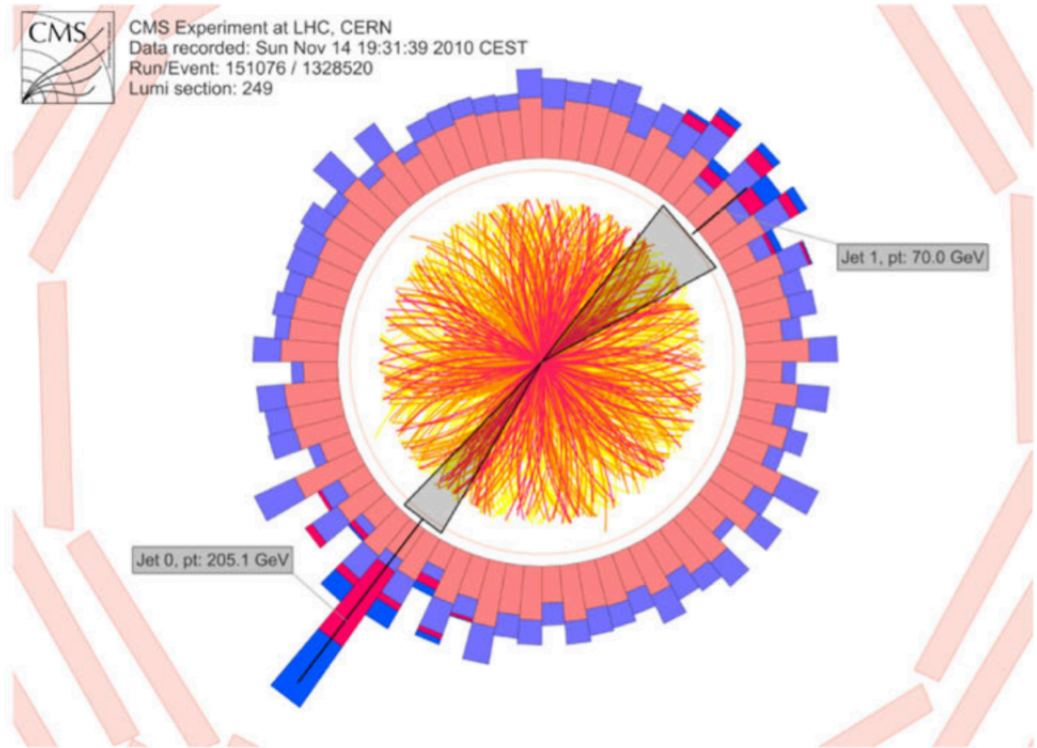 CMS
CMS Experiment at LHC, CERN
Data recorded: Sun Nov 14 19:31:39 2010 CEST
Run/Event: 151076 / 1328520
Lumi section: 249
Jet 1, pt: 70.0 GeV
Jet 0, pt: 205.1 GeV